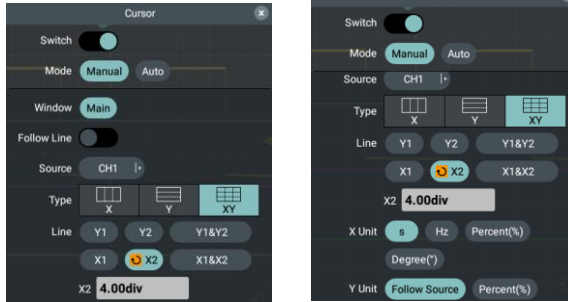 Cursor
Switch
Mode Manual Auto
Window Main
Follow Line
Source CH1
Type X Y XY
Line Y1 Y2 Y1&Y2
X1 X2 X1&X2
X2 4.00div
Switch
Mode Manual Auto
Source CH1
Type X Y XY
Line Y1 Y2 Y1&Y2
X1 X2 X1&X2
X2 4.00div
X Unit s Hz Percent(%)
Degree(°)
Y Unit Follow Source Percent(%)